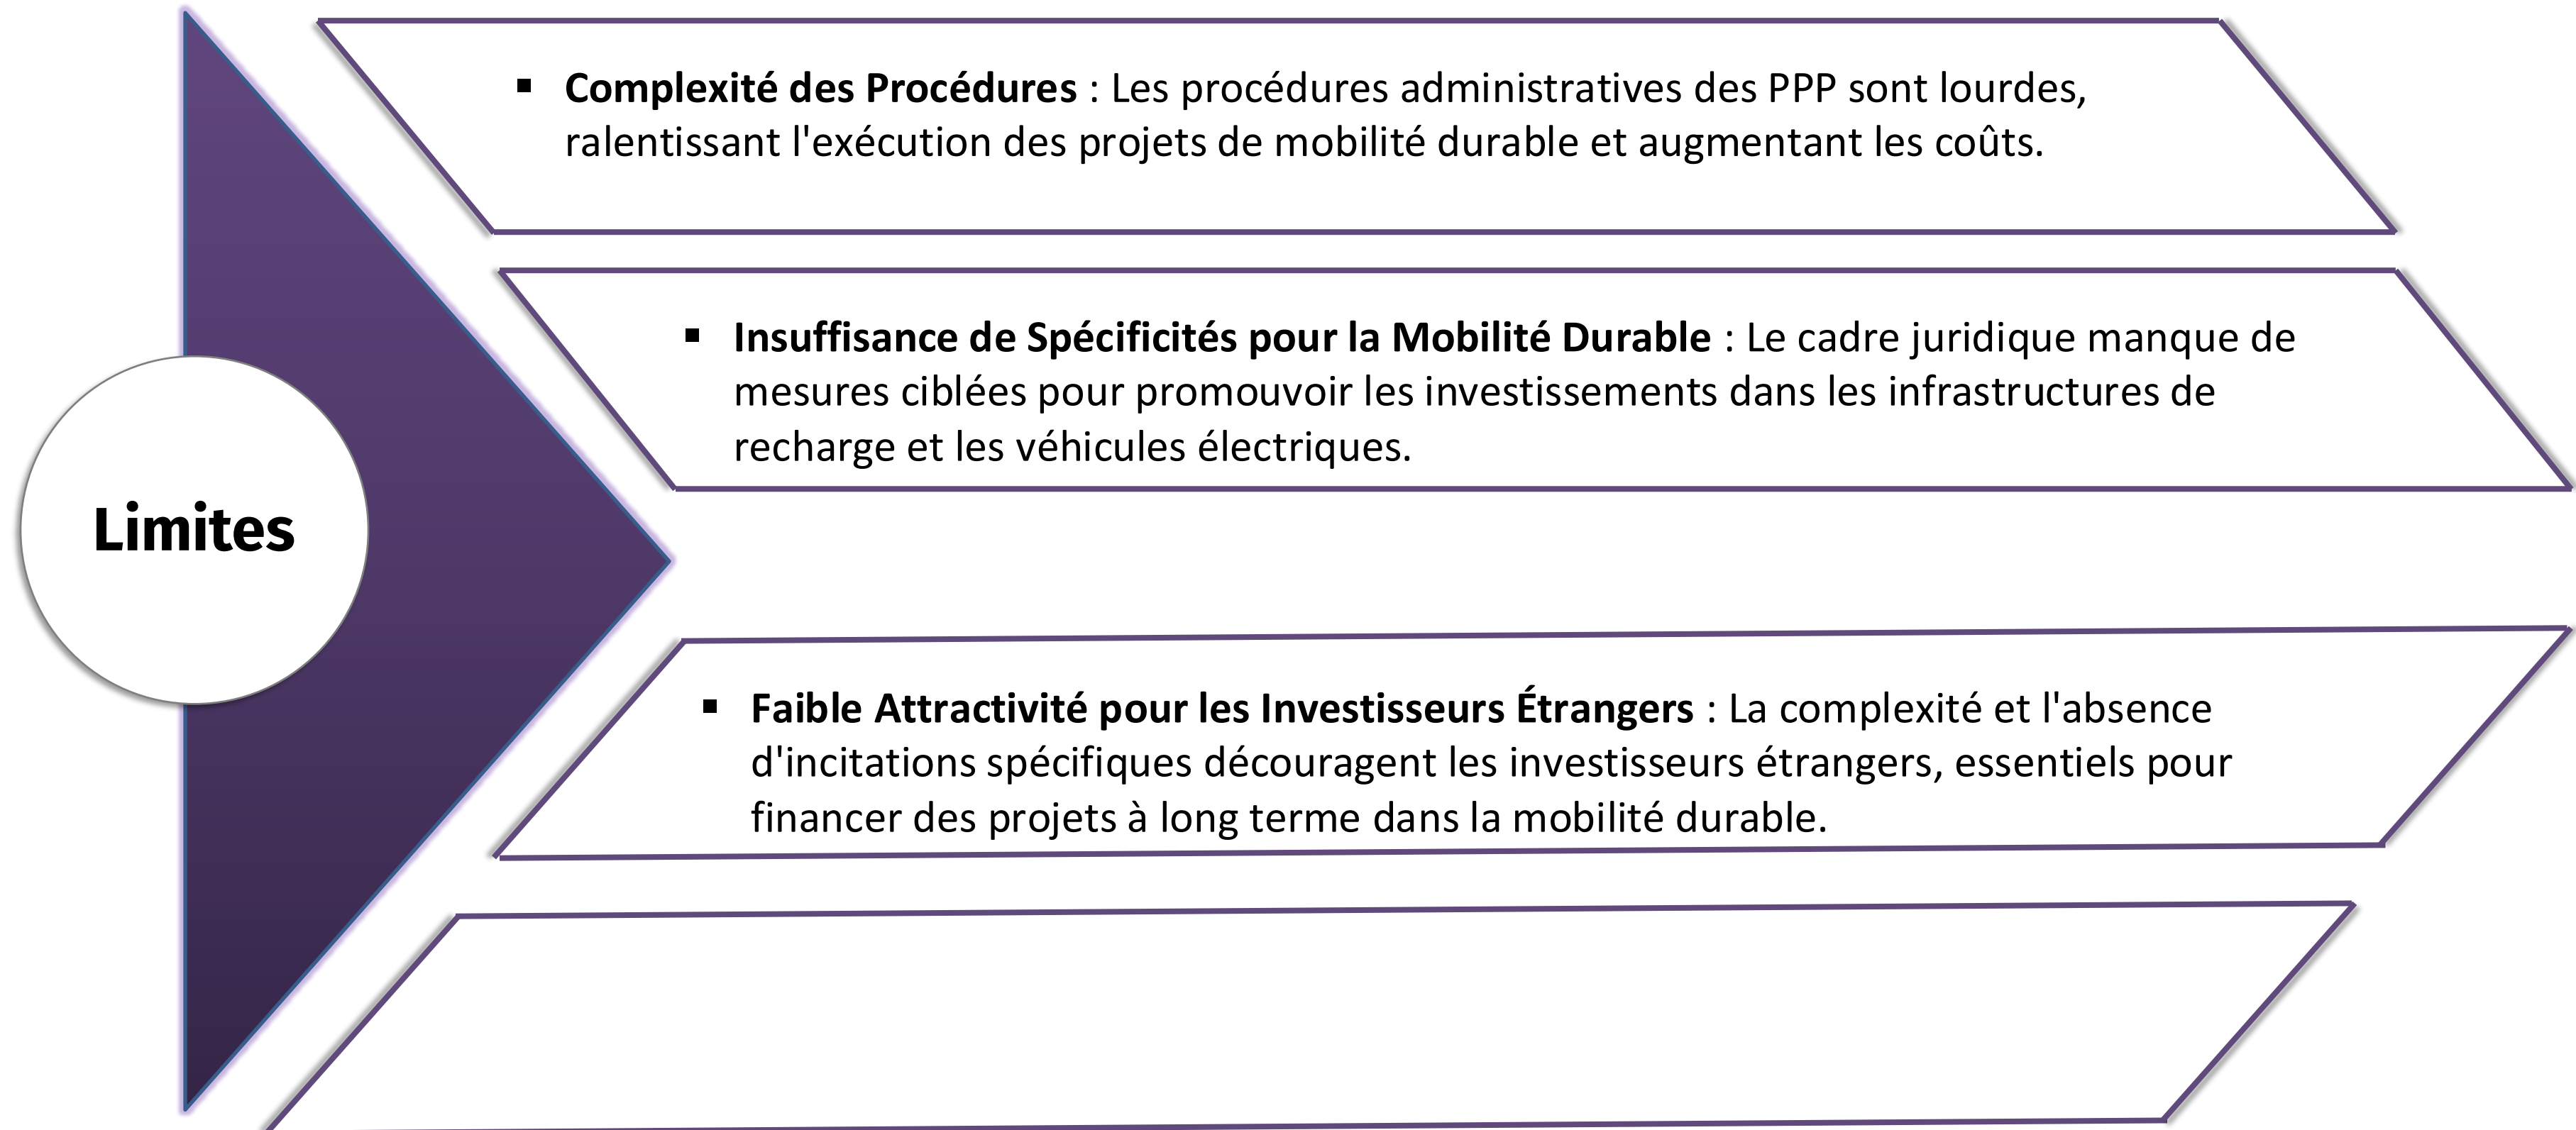 ▪ Complexité des Procédures : Les procédures administratives des PPP sont lourdes,
ralentissant l'exécution des projets de mobilité durable et augmentant les coûts.
▪ Insuffisance de Spécificités pour la Mobilité Durable : Le cadre juridique manque de
mesures ciblées pour promouvoir les investissements dans les infrastructures de
recharge et les véhicules électriques.
Limites
▪ Faible Attractivité pour les Investisseurs Étrangers : La complexité et l'absence
d'incitations spécifiques découragent les investisseurs étrangers, essentiels pour
financer des projets à long terme dans la mobilité durable.